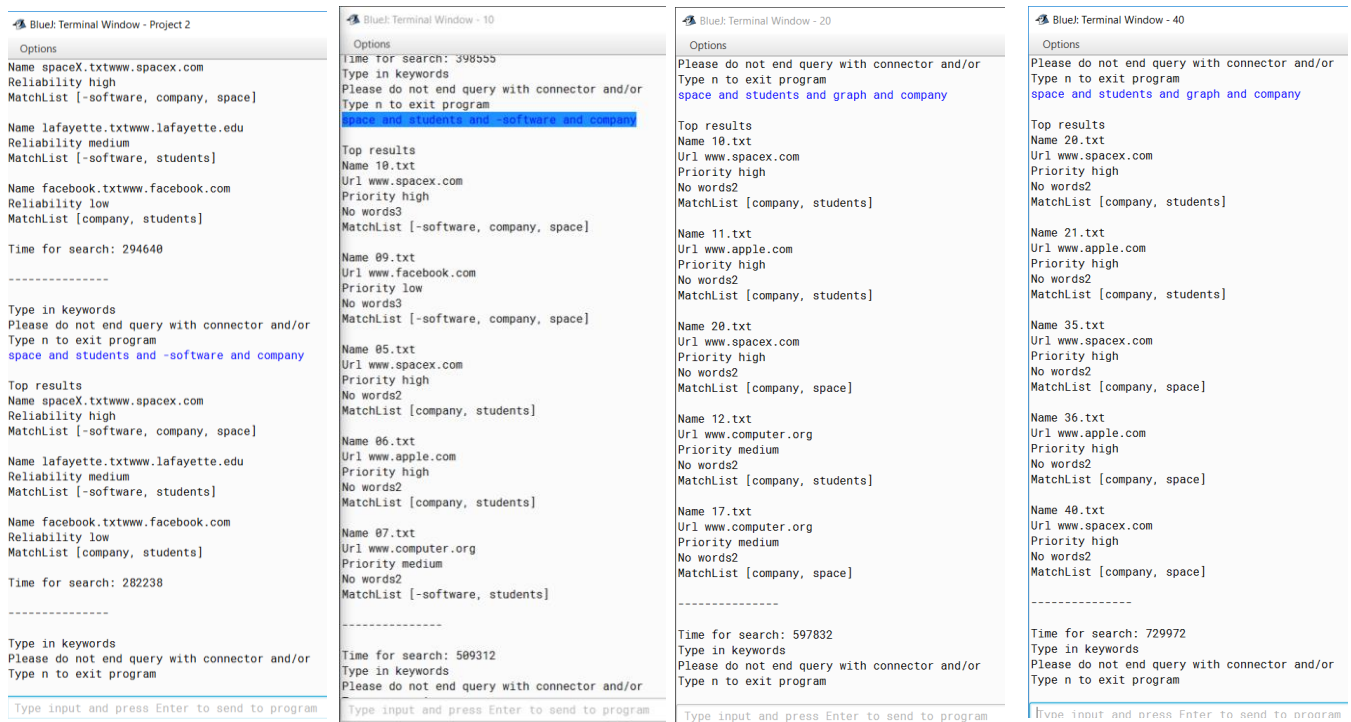 BlueJ: Terminal Window - Project 2
Options
Name spaceX.txtwww.spacex.com
Reliability high
MatchList [-software, company, space]
Name lafayette.txtwww.lafayette.edu
Reliability medium
MatchList [-software, students]
Name facebook.txtwww.facebook.com
Reliability low
MatchList [company, students]
Time for search: 294640
---------------
Type in keywords
Please do not end query with connector and/or
Type n to exit program
space and students and -software and company
Top results
Name spaceX.txtwww.spacex.com
Reliability high
MatchList [-software, company, space]
Name lafayette.txtwww.lafayette.edu
Reliability medium
MatchList [-software, students]
Name facebook.txtwww.facebook.com
Reliability low
MatchList [company, students]
Time for search: 282238
---------------
Type in keywords
Please do not end query with connector and/or
Type n to exit program
Type input and press Enter to send to program
BlueJ: Terminal Window - 10
Options
Time for search: 398555
Type in keywords
Please do not end query with connector and/or
Type n to exit program
space and students and -software and company
Top results
Name 10.txt
Url www.spacex.com
Priority high
No words3
MatchList [-software, company, space]
Name 09.txt
Url www.facebook.com
Priority low
No words3
MatchList [-software, company, space]
Name 05.txt
Url www.spacex.com
Priority high
No words2
MatchList [company, students]
Name 06.txt
Url www.apple.com
Priority high
No words2
MatchList [company, students]
Name 07.txt
Url www.computer.org
Priority medium
No words2
MatchList [-software, students]
---------------
Time for search: 509312
Type in keywords
Please do not end query with connector and/or
Type input and press Enter to send to program
BlueJ: Terminal Window - 20
Options
Please do not end query with connector and/or
Type n to exit program
space and students and graph and company
Top results
Name 10.txt
Url www.spacex.com
Priority high
No words2
MatchList [company, students]
Name 11.txt
Url www.apple.com
Priority high
No words2
MatchList [company, students]
Name 20.txt
Url www.spacex.com
Priority high
No words2
MatchList [company, space]
Name 12.txt
Url www.computer.org
Priority medium
No words2
MatchList [company, students]
Name 17.txt
Url www.computer.org
Priority medium
No words2
MatchList [company, space]
---------------
Time for search: 597832
Type in keywords
Please do not end query with connector and/or
Type n to exit program
Type input and press Enter to send to program
BlueJ: Terminal Window - 40
Options
Please do not end query with connector and/or
Type n to exit program
space and students and graph and company
Top results
Name 20.txt
Url www.spacex.com
Priority high
No words2
MatchList [company, students]
Name 21.txt
Url www.apple.com
Priority high
No words2
MatchList [company, students]
Name 35.txt
Url www.spacex.com
Priority high
No words2
MatchList [company, space]
Name 36.txt
Url www.apple.com
Priority high
No words2
MatchList [company, space]
Name 40.txt
Url www.spacex.com
Priority high
No words2
MatchList [company, space]
---------------
Time for search: 729972
Type in keywords
Please do not end query with connector and/or
Type n to exit program
Type input and press Enter to send to program